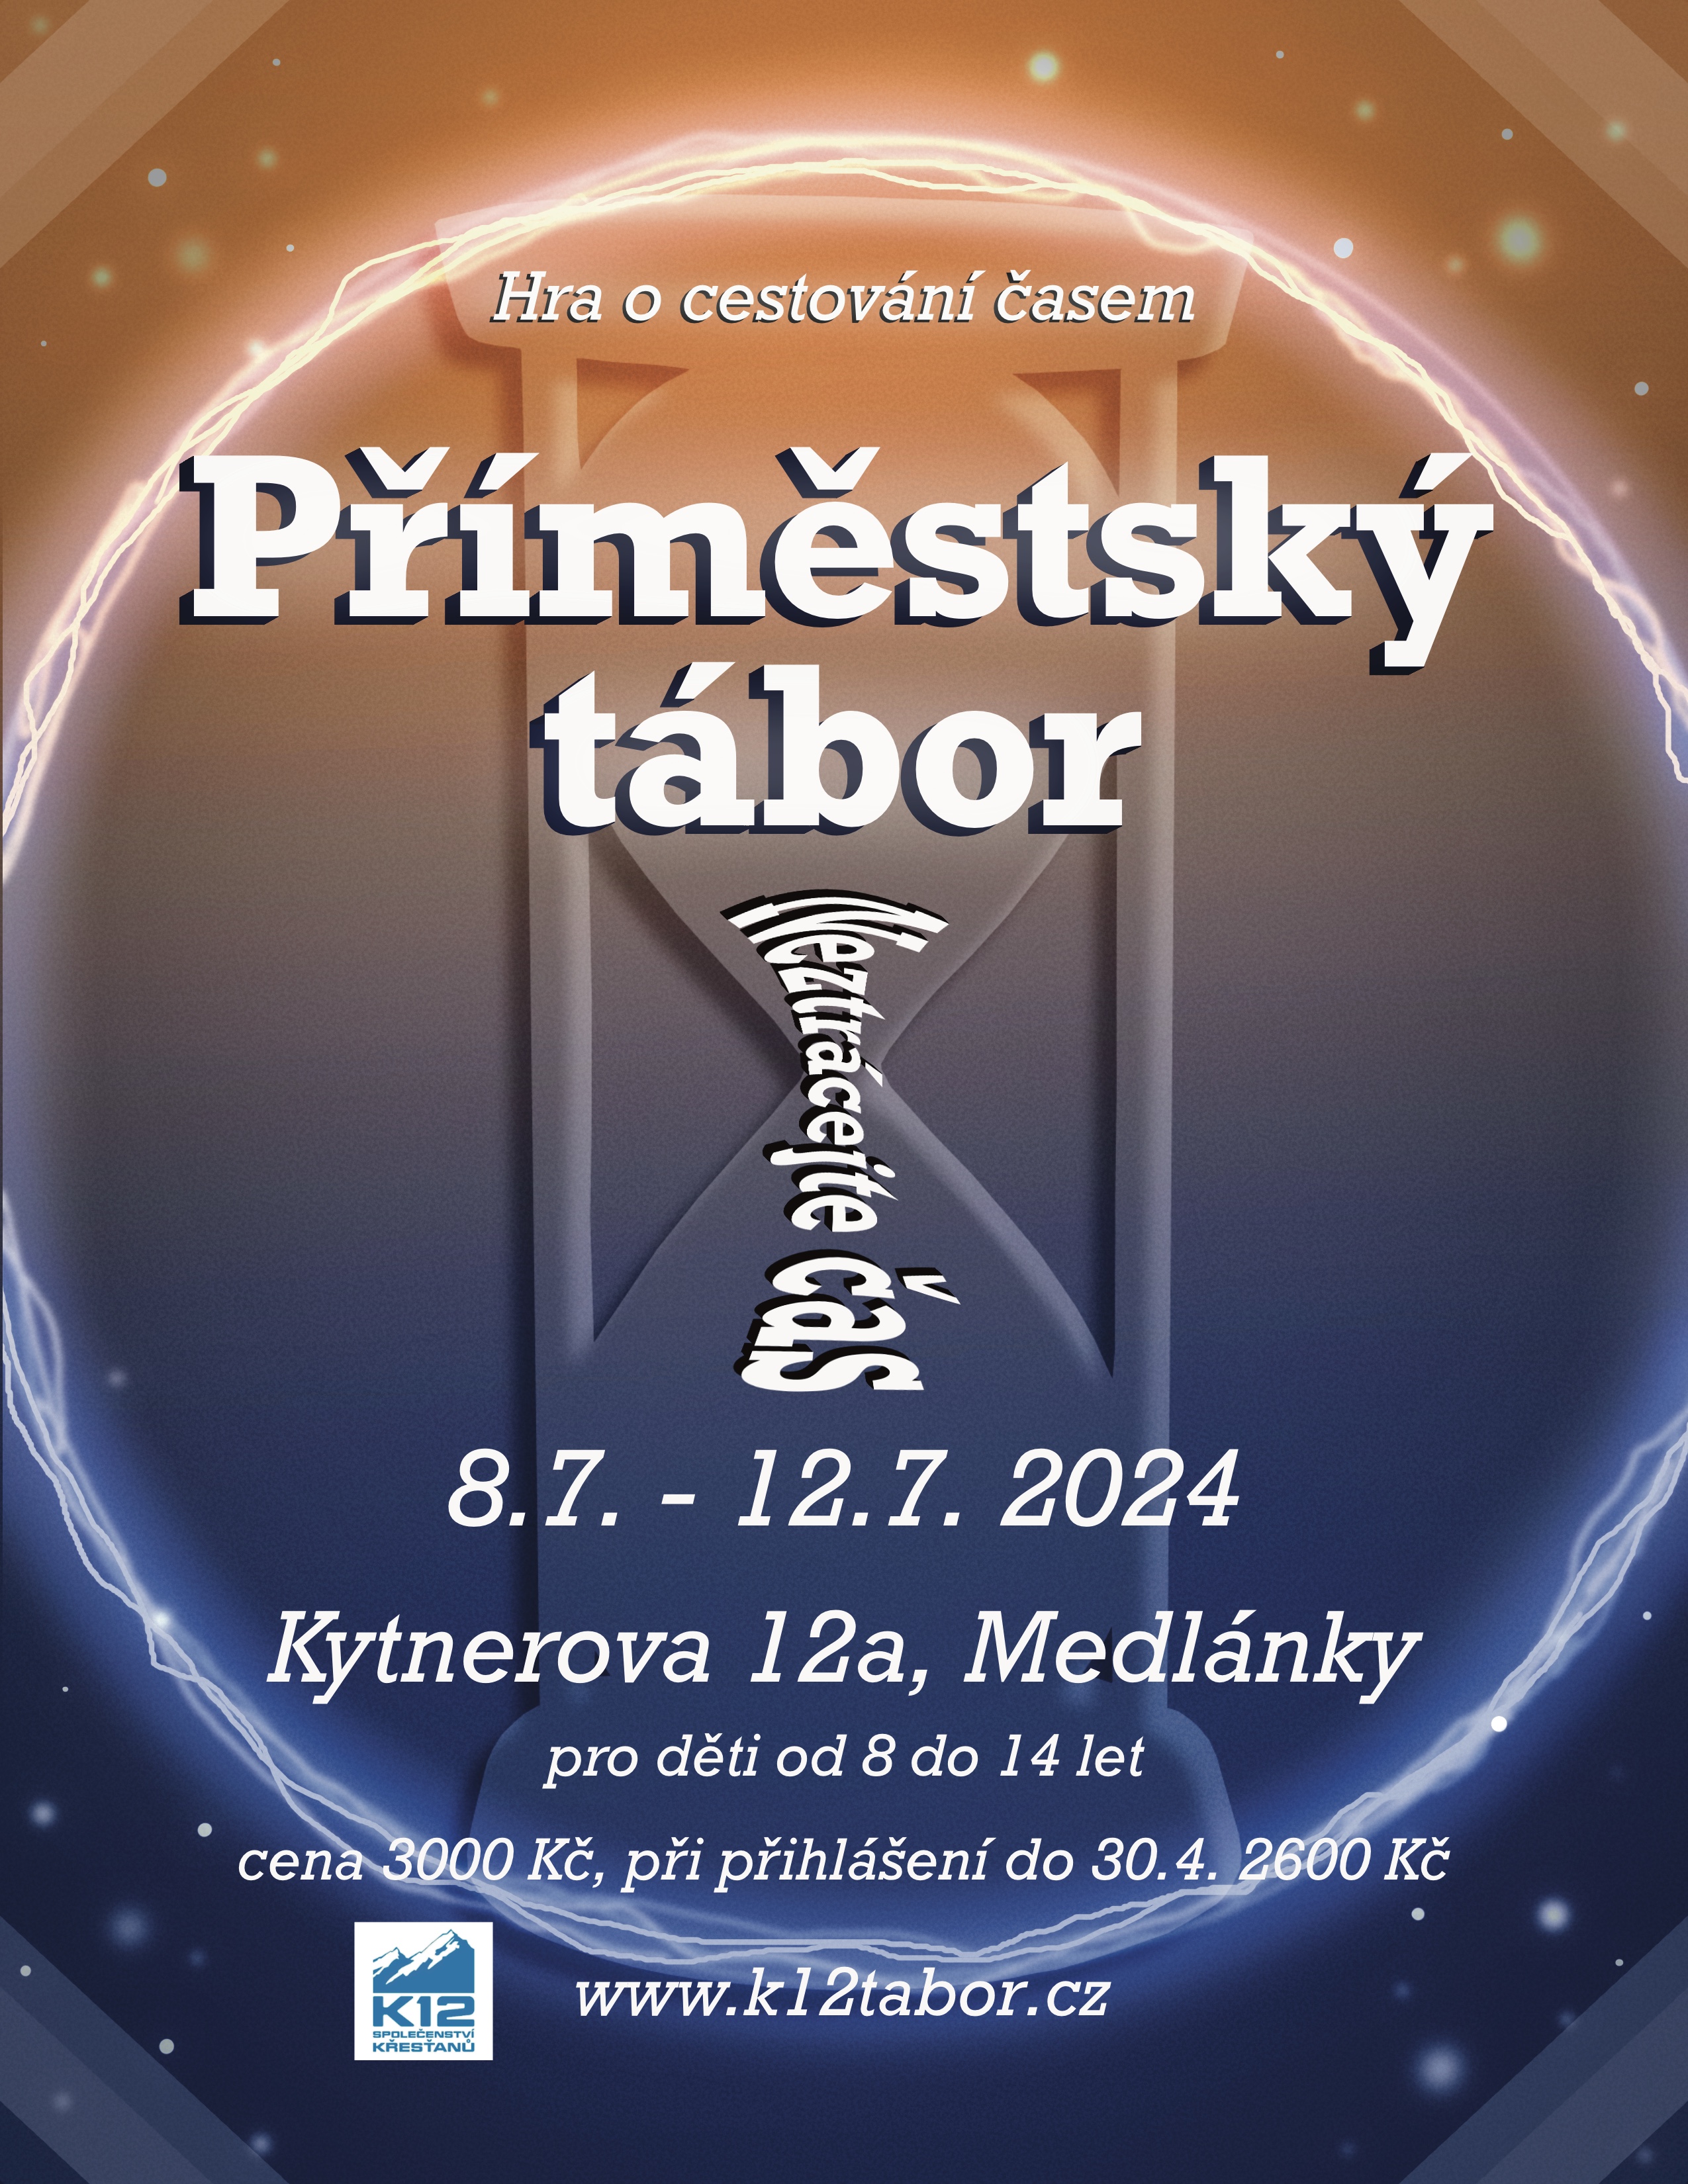 Hra o cestování časem
Příměstský
tábor
Neztrácejte čas
8.7. - 12.7. 2024
Kytnerova 12a, Medlánky
pro děti od 8 do 14 let
cena 3000 Kč, při přihlášení do 30.4. 2600 Kč
K12
SPOLEČENSTVÍ
KŘESŤANŮ
www.k12tabor.cz